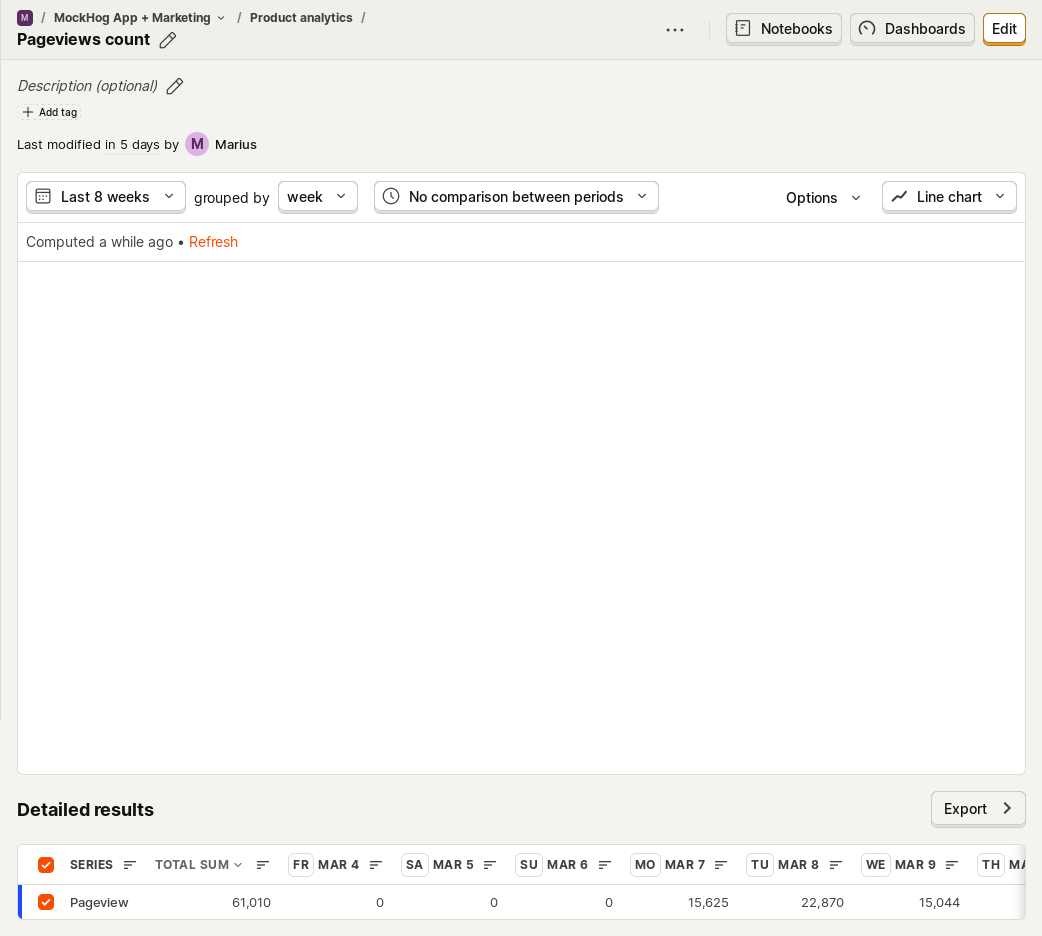 M / MockHog App + Marketing / Product analytics /
Pageviews count
Notebooks Dashboards Edit
Description (optional)
Add tag
Last modified in 5 days by M Marius
Last 8 weeks grouped by week No comparison between periods Options Line chart
Computed a while ago • Refresh
Detailed results
Export
SERIES TOTAL SUM FR MAR 4 SA MAR 5 SU MAR 6 MO MAR 7 TU MAR 8 WE MAR 9 TH
Pageview 61,010 0 0 0 15,625 22,870 15,044